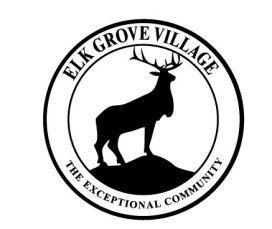 ELK GROVE VILLAGE
THE EXCEPTIONAL COMMUNITY